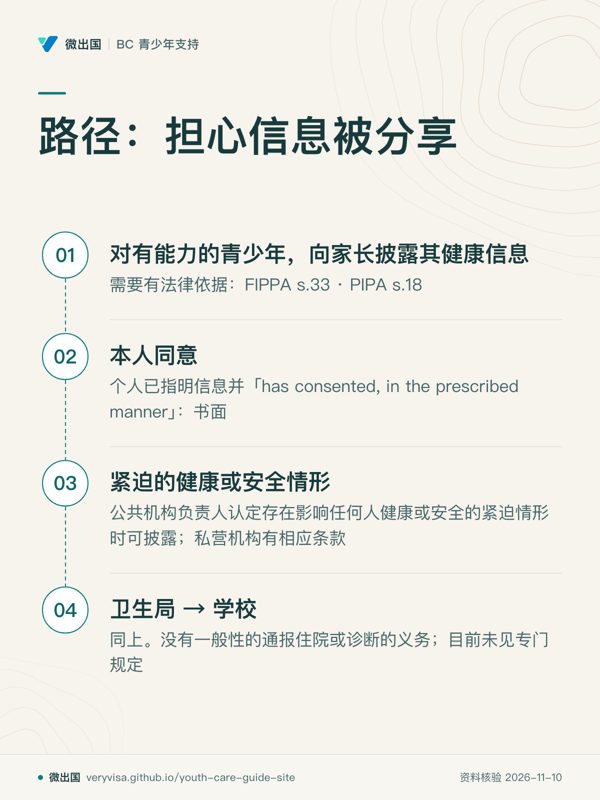 微出国 | BC 青少年支持
路径：担心信息被分享
01
对有能力的青少年，向家长披露其健康信息
需要有法律依据：FIPPA s.33 · PIPA s.18
02
本人同意
个人已指明信息并「has consented, in the prescribed
manner」：书面
03
紧迫的健康或安全情形
公共机构负责人认定存在影响任何人健康或安全的紧迫情形
时可披露；私营机构有相应条款
04
卫生局 → 学校
同上。没有一般性的通报住院或诊断的义务；目前未见专门
规定
微出国 veryvisa.github.io/youth-care-guide-site
资料核验 2026-11-10